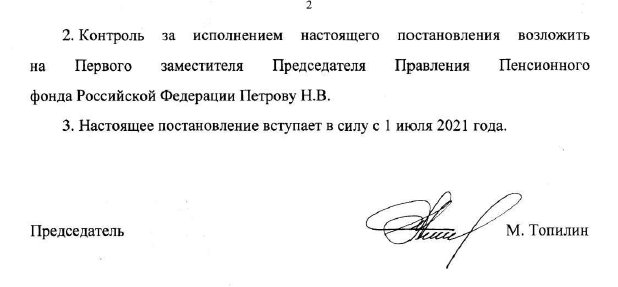 2
2. Контроль за исполнением настоящего постановления возложить
на Первого заместителя Председателя Правления Пенсионного
фонда Российской Федерации Петрову Н.В.
3. Настоящее постановление вступает в силу с 1 июля 2021 года.
Председатель М. Топилин